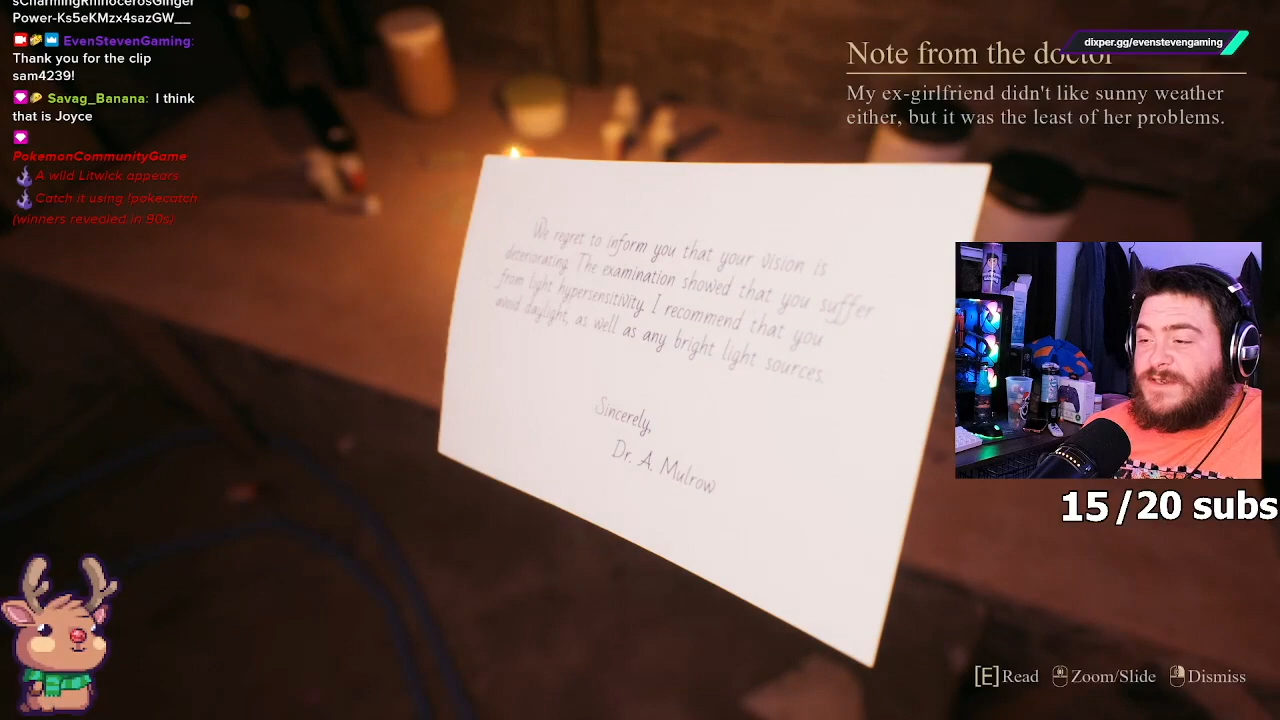 Power-Ks5eKMzx4sazGW__
EvenStevenGaming:
Thank you for the clip
sam4239!
Savag_Banana: I think
that is Joyce
PokemonCommunityGame
A wild Litwick appears
Catch it using !pokecatch
(winners revealed in 90s)
dixper.gg/evenstevengaming
Note from the doctor
My ex-girlfriend didn't like sunny weather
either, but it was the least of her problems.
We regret to inform you that your vision is
deteriorating. The examination showed that you suffer
from light hypersensitivity. I recommend that you
avoid daylight, as well as any bright light sources.
Sincerely,
Dr. A. Mulrow
15/20 subs
[E]Read Zoom/Slide Dismiss